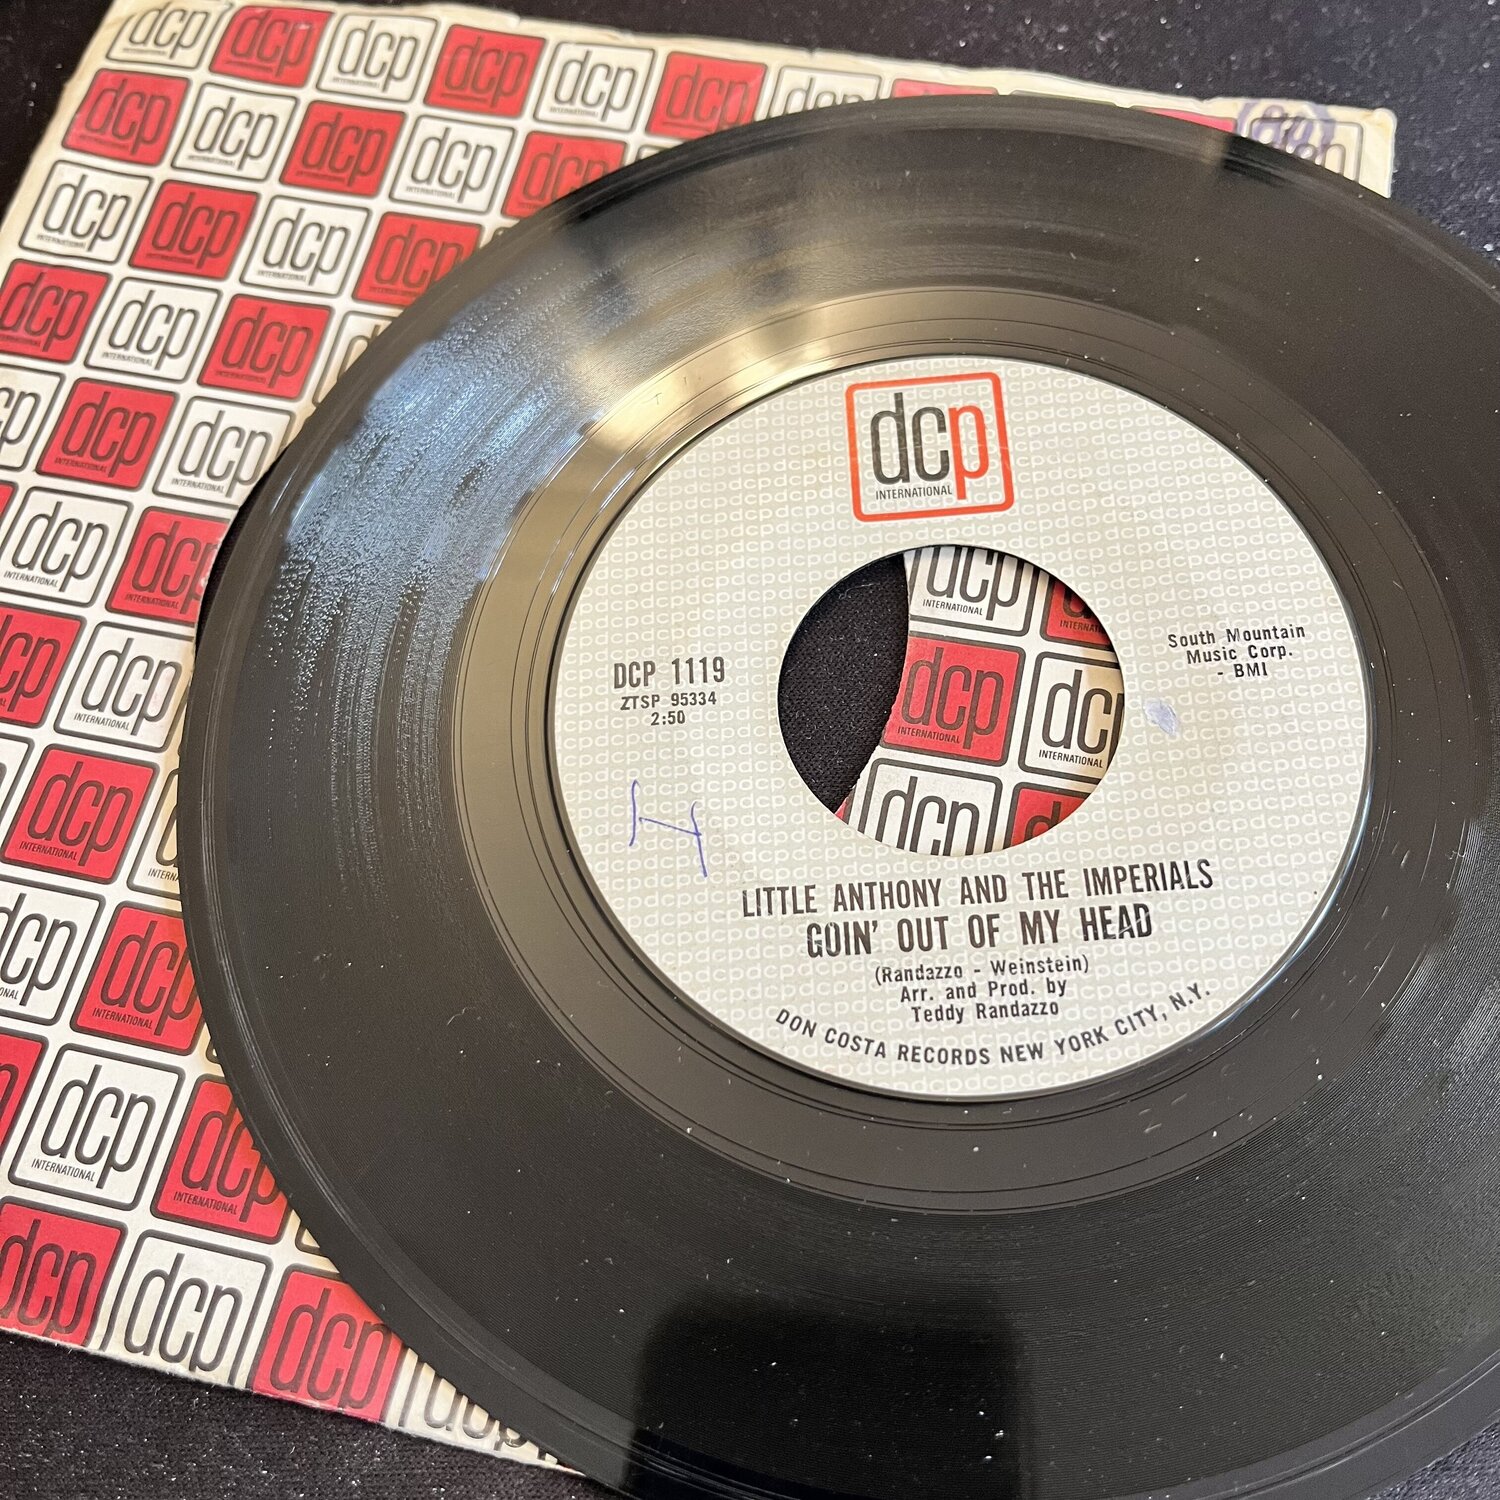 dcp
INTERNATIONAL
DCP 1119
ZTSP 95334
2:50
South Mountain
Music Corp.
- BMI
LITTLE ANTHONY AND THE IMPERIALS
GOIN' OUT OF MY HEAD
(Randazzo - Weinstein)
Arr. and Prod. by
Teddy Randazzo
DON COSTA RECORDS NEW YORK CITY, N.Y.